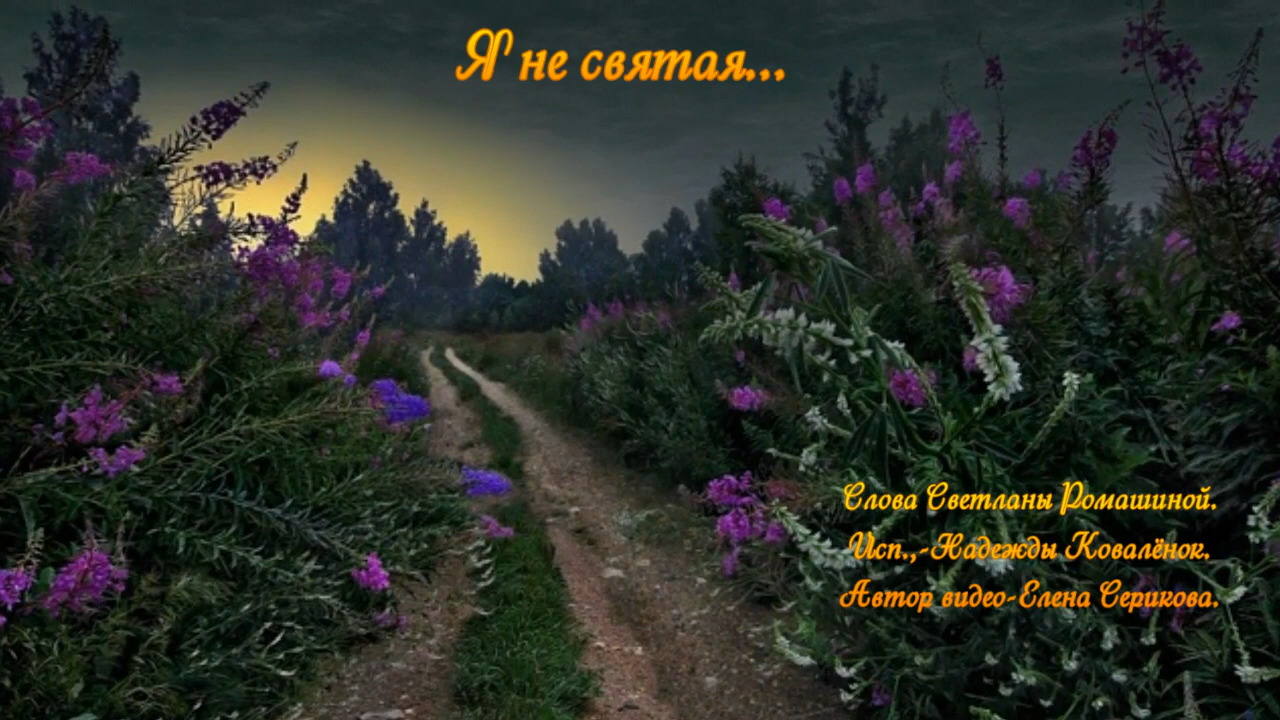 Я не святая...
Слова Светланы Ромашиной.
Исп.,-Надежды Ковалёнок.
Автор видео-Елена Серикова.